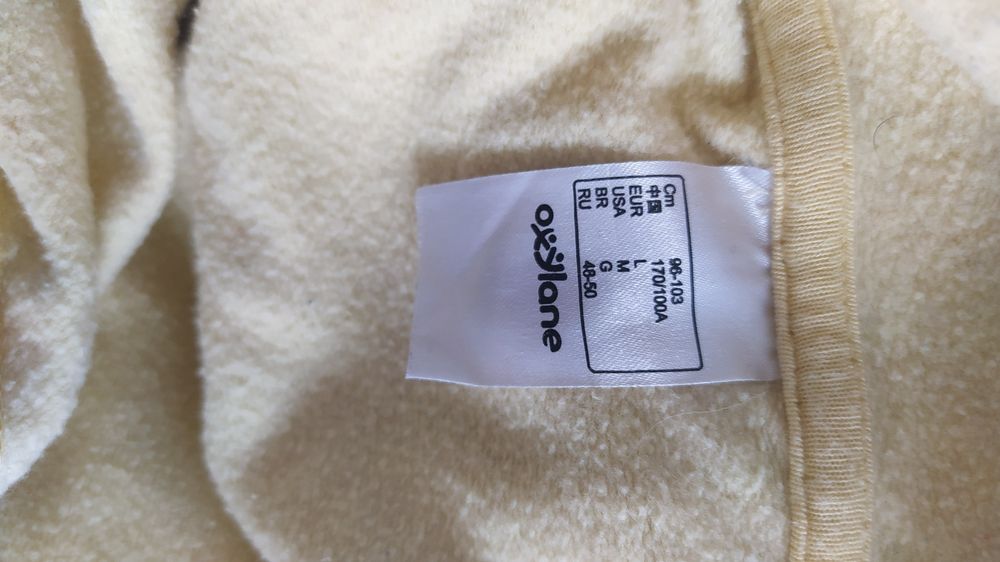 Cm 96-103
中国 170/100A
EUR L
USA M
BR G
RU 48-50
oxylane